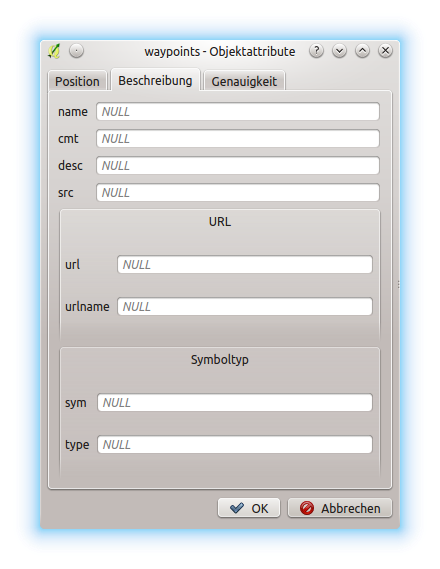 waypoints - Objektattribute ?
Position Beschreibung Genauigkeit
name NULL
cmt NULL
desc NULL
src NULL
URL
url NULL
urlname NULL
Symboltyp
sym NULL
type NULL
OK Abbrechen